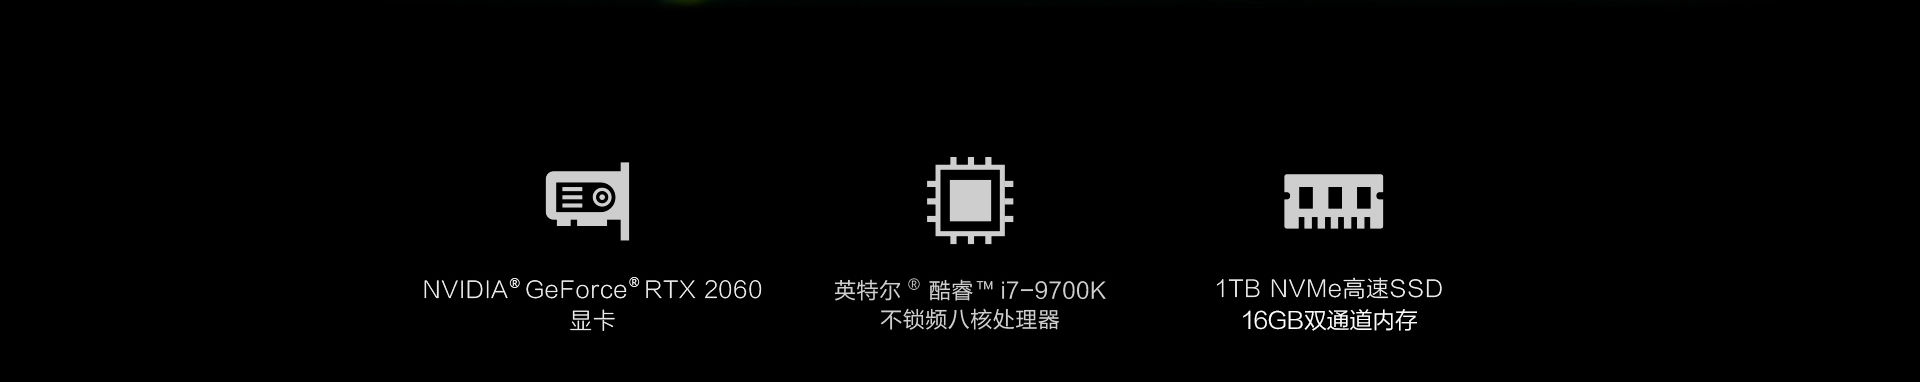 NVIDIA® GeForce® RTX 2060
显卡
英特尔® 酷睿™ i7-9700K
不锁频八核处理器
1TB NVMe高速SSD
16GB双通道内存